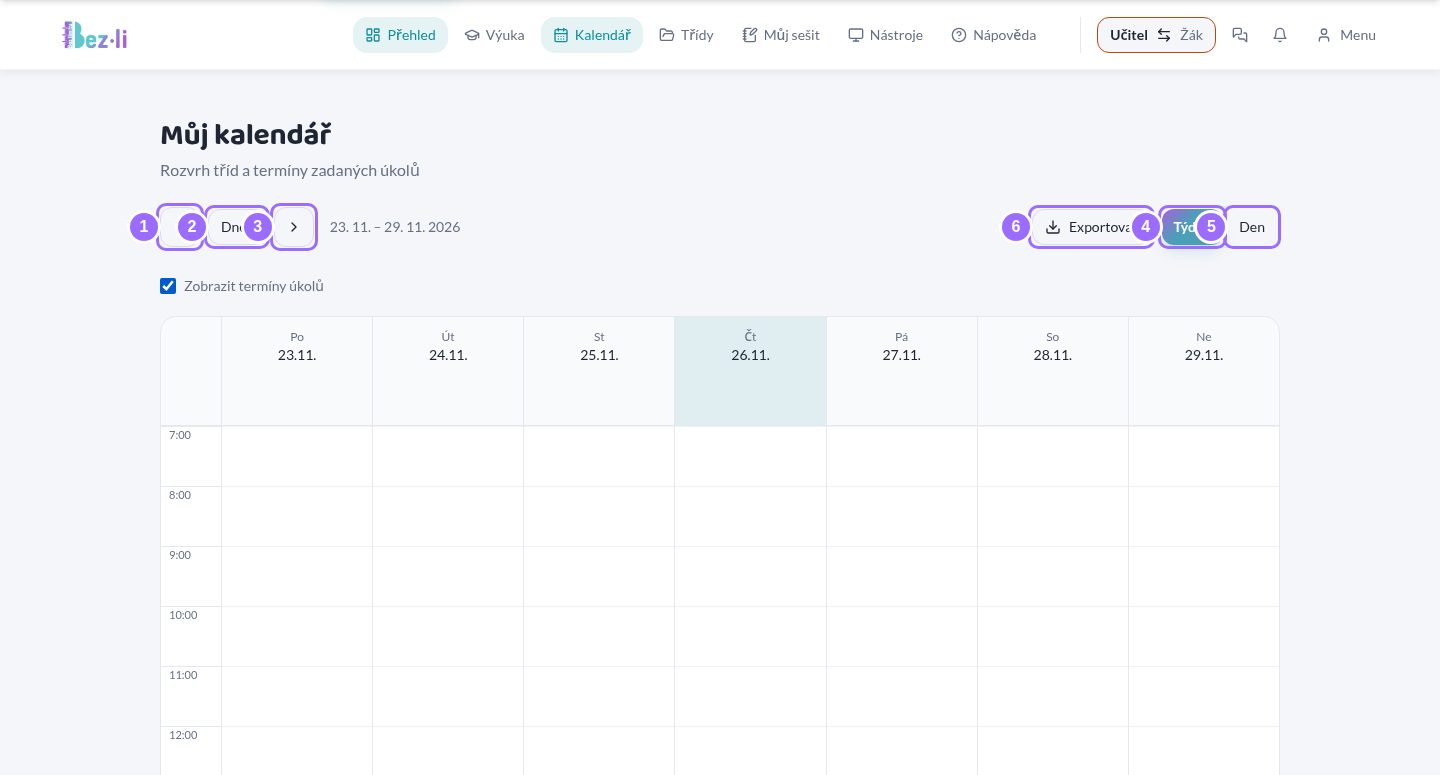 Bez·li
Přehled
Výuka
Kalendář
Třídy
Můj sešit
Nástroje
Nápověda
Učitel
Žák
Menu
Můj kalendář
Rozvrh tříd a termíny zadaných úkolů
1
2
3
23. 11. – 29. 11. 2026
6
4
5
Den
Zobrazit termíny úkolů
Po
23.11.
Út
24.11.
St
25.11.
Čt
26.11.
Pá
27.11.
So
28.11.
Ne
29.11.
7:00
8:00
9:00
10:00
11:00
12:00